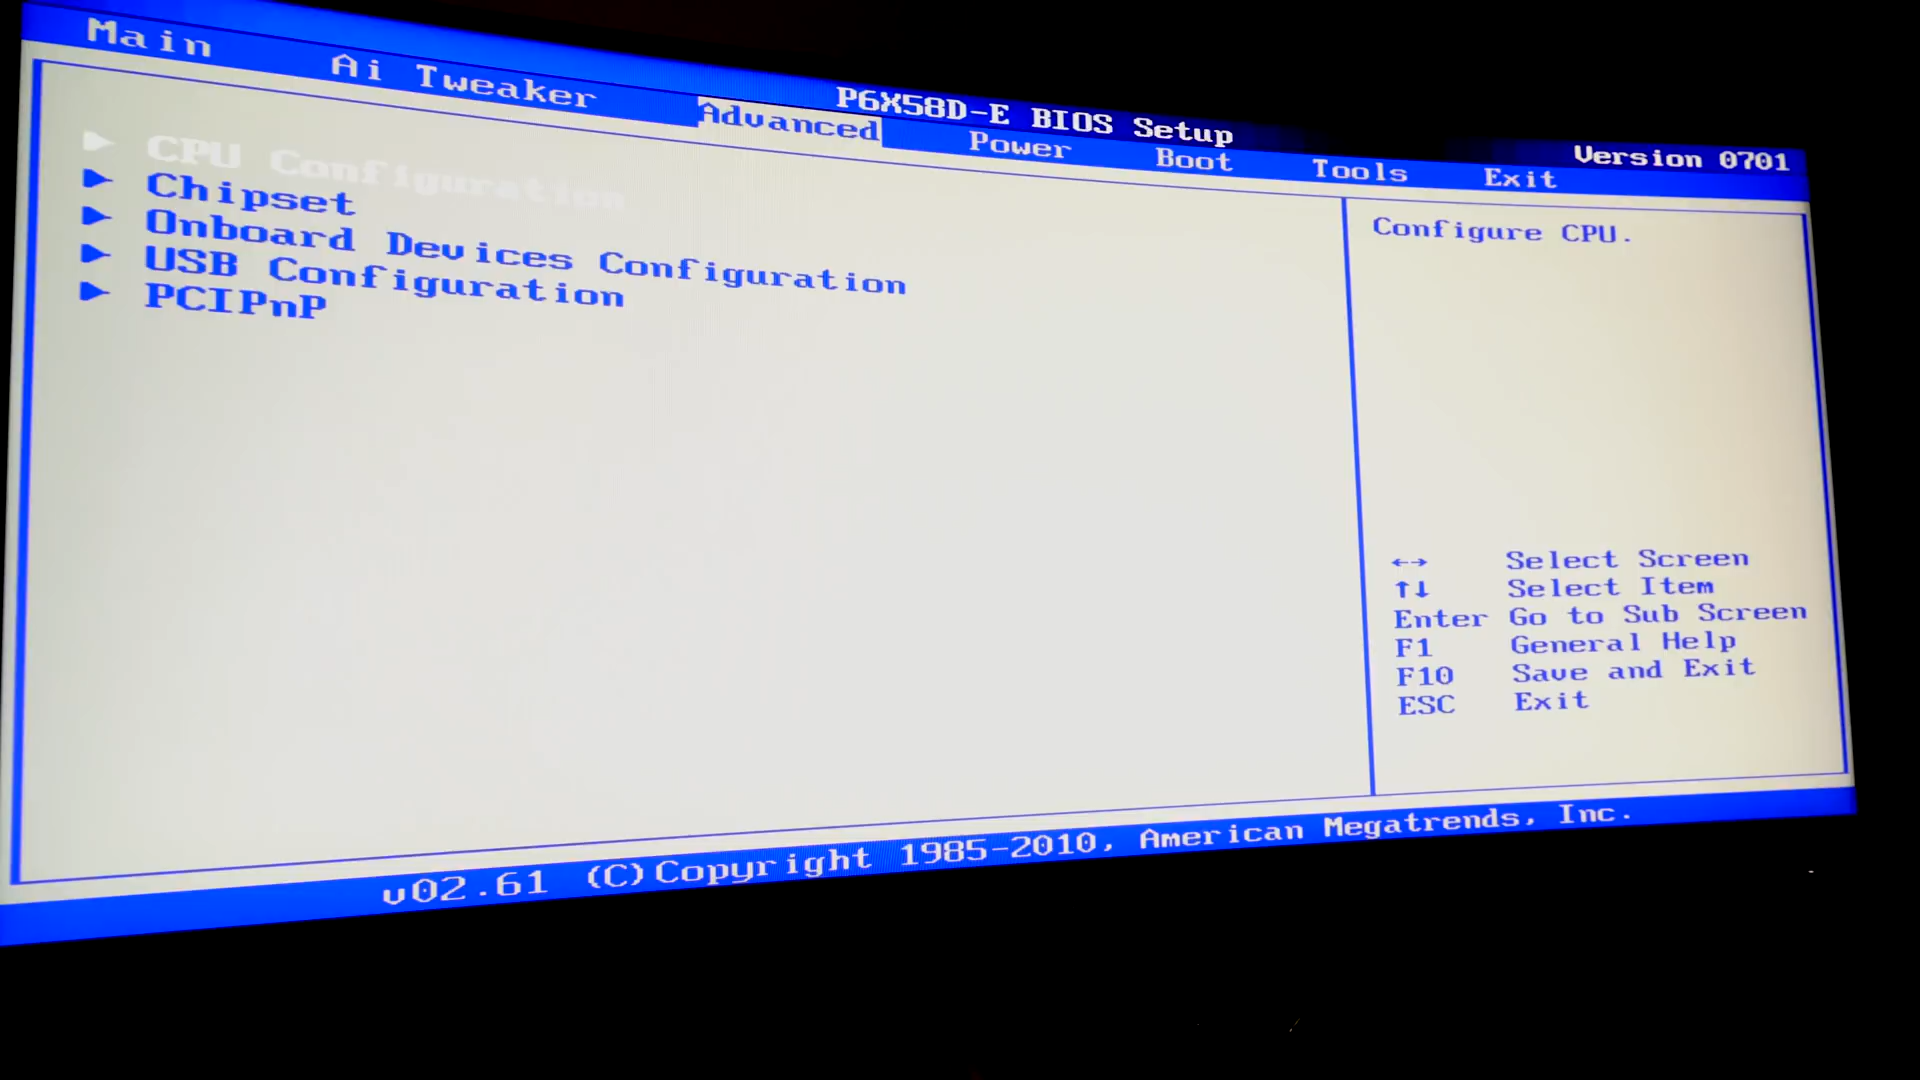 P6X58D-E BIOS Setup Version 0701
Main Ai Tweaker Advanced Power Boot Tools Exit
► CPU Configuration
► Chipset
► Onboard Devices Configuration
► USB Configuration
► PCIPnP
Configure CPU.
←→ Select Screen
↑↓ Select Item
Enter Go to Sub Screen
F1 General Help
F10 Save and Exit
ESC Exit
v02.61 (C)Copyright 1985-2010, American Megatrends, Inc.